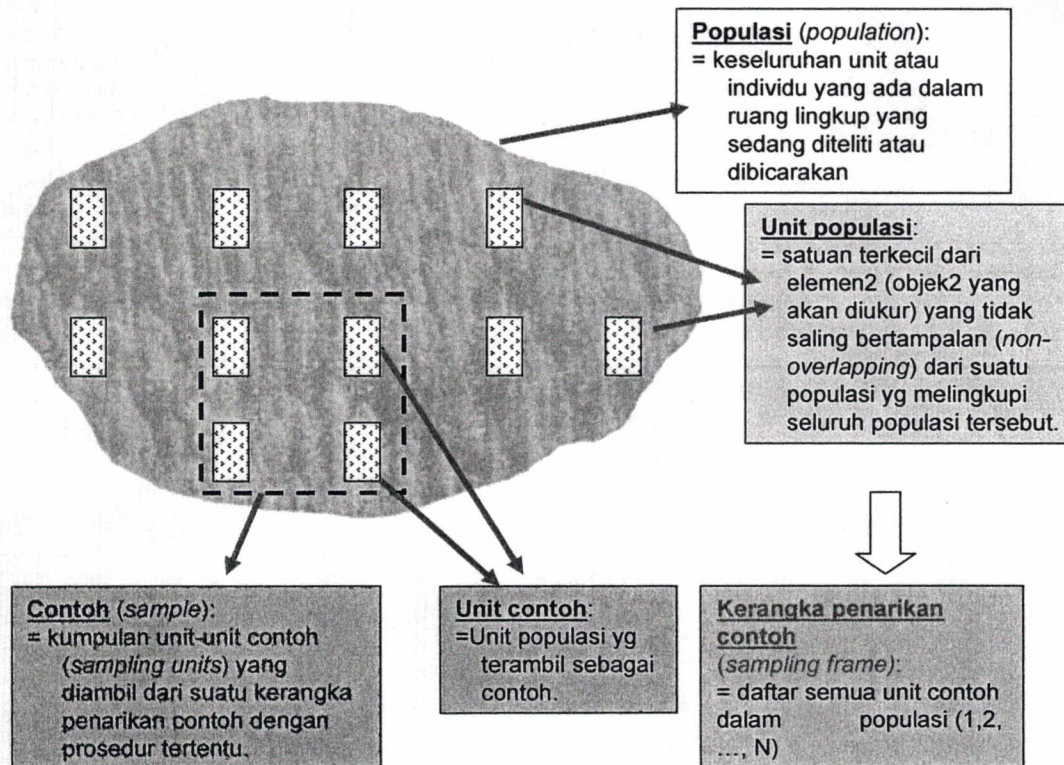 Populasi (population):
= keseluruhan unit atau
individu yang ada dalam
ruang lingkup yang
sedang diteliti atau
dibicarakan
Unit populasi:
= satuan terkecil dari
elemen2 (objek2 yang
akan diukur) yang tidak
saling bertampalan (non-
overlapping) dari suatu
populasi yg melingkupi
seluruh populasi tersebut.
Contoh (sample):
= kumpulan unit-unit contoh
(sampling units) yang
diambil dari suatu kerangka
penarikan contoh dengan
prosedur tertentu.
Unit contoh:
=Unit populasi yg
terambil sebagai
contoh.
Kerangka penarikan
contoh
(sampling frame):
= daftar semua unit contoh
dalam populasi (1,2,
..., N)